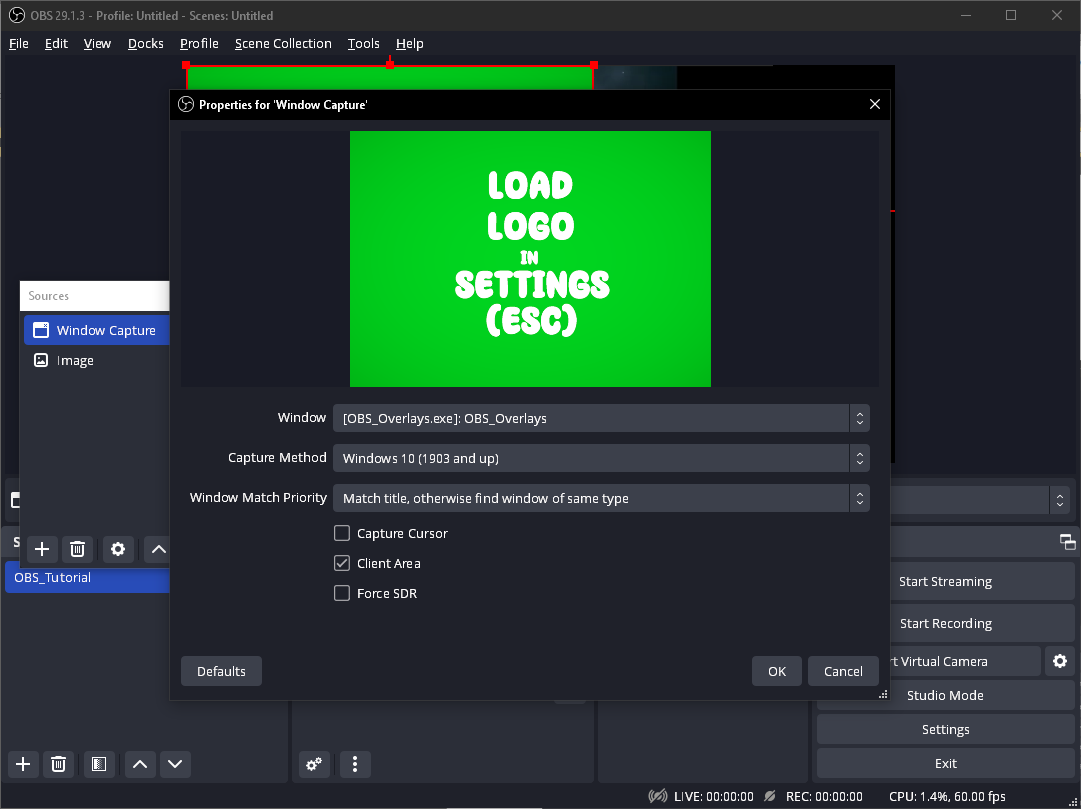 OBS 29.1.3 - Profile: Untitled - Scenes: Untitled
File Edit View Docks Profile Scene Collection Tools Help
Properties for 'Window Capture'
LOAD
LOGO
IN
SETTINGS
(ESC)
Sources
Window Capture
Image
Window [OBS_Overlays.exe]: OBS_Overlays
Capture Method Windows 10 (1903 and up)
Window Match Priority Match title, otherwise find window of same type
Capture Cursor
Client Area
Force SDR
Defaults OK Cancel
S
OBS_Tutorial
Start Streaming
Start Recording
rt Virtual Camera
Studio Mode
Settings
Exit
LIVE: 00:00:00 REC: 00:00:00 CPU: 1.4%, 60.00 fps